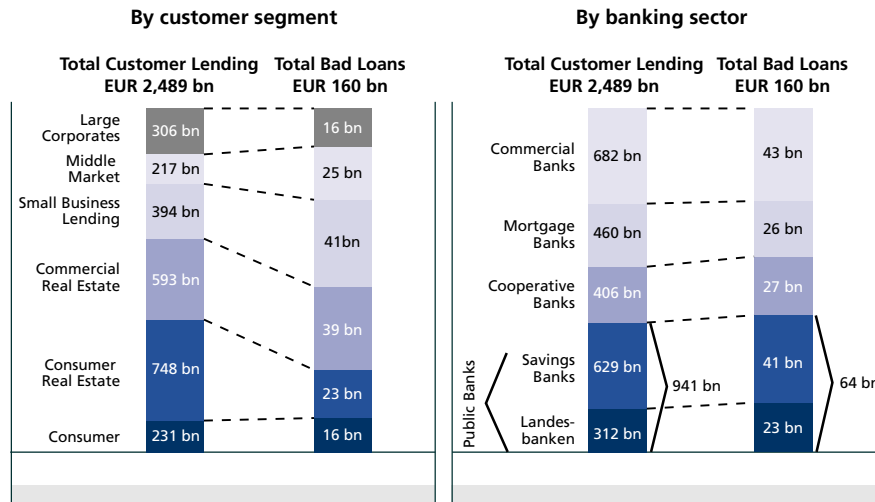 By customer segment
Total Customer Lending
EUR 2,489 bn
Total Bad Loans
EUR 160 bn
Large
Corporates
306 bn
16 bn
Middle
Market
217 bn
25 bn
Small Business
Lending
394 bn
41bn
Commercial
Real Estate
593 bn
39 bn
Consumer
Real Estate
748 bn
23 bn
Consumer
231 bn
16 bn
By banking sector
Total Customer Lending
EUR 2,489 bn
Total Bad Loans
EUR 160 bn
Commercial
Banks
682 bn
43 bn
Mortgage
Banks
460 bn
26 bn
Cooperative
Banks
406 bn
27 bn
Public Banks
Savings
Banks
629 bn
941 bn
41 bn
64 bn
Landes-
banken
312 bn
23 bn